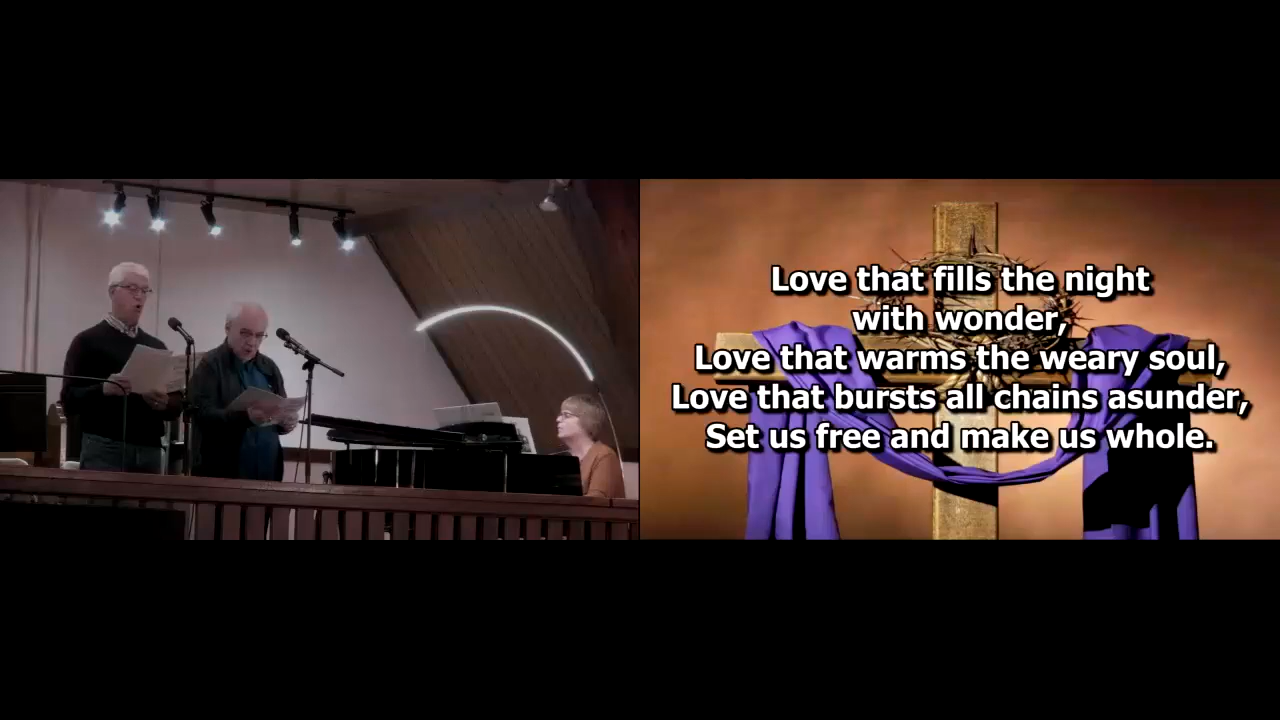 Love that fills the night
with wonder,
Love that warms the weary soul,
Love that bursts all chains asunder,
Set us free and make us whole.